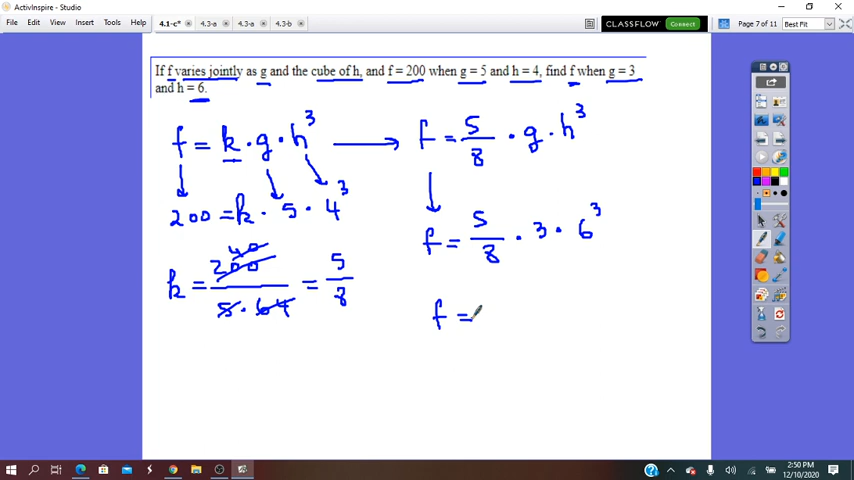 ActivInspire - Studio
File Edit View Insert Tools Help
4.1-c* 4.3-a 4.3-a 4.3-b
CLASSFLOW Connect Page 7 of 11 Best Fit
If f varies jointly as g and the cube of h, and f = 200 when g = 5 and h = 4, find f when g = 3
and h = 6.
f = k · g · h³ → f = 5/8 · g · h³
200 = k · 5 · 4³
f = 5/8 · 3 · 6³
40
k = 200 / 5 · 64 = 5/8
f =
2:50 PM
12/10/2020